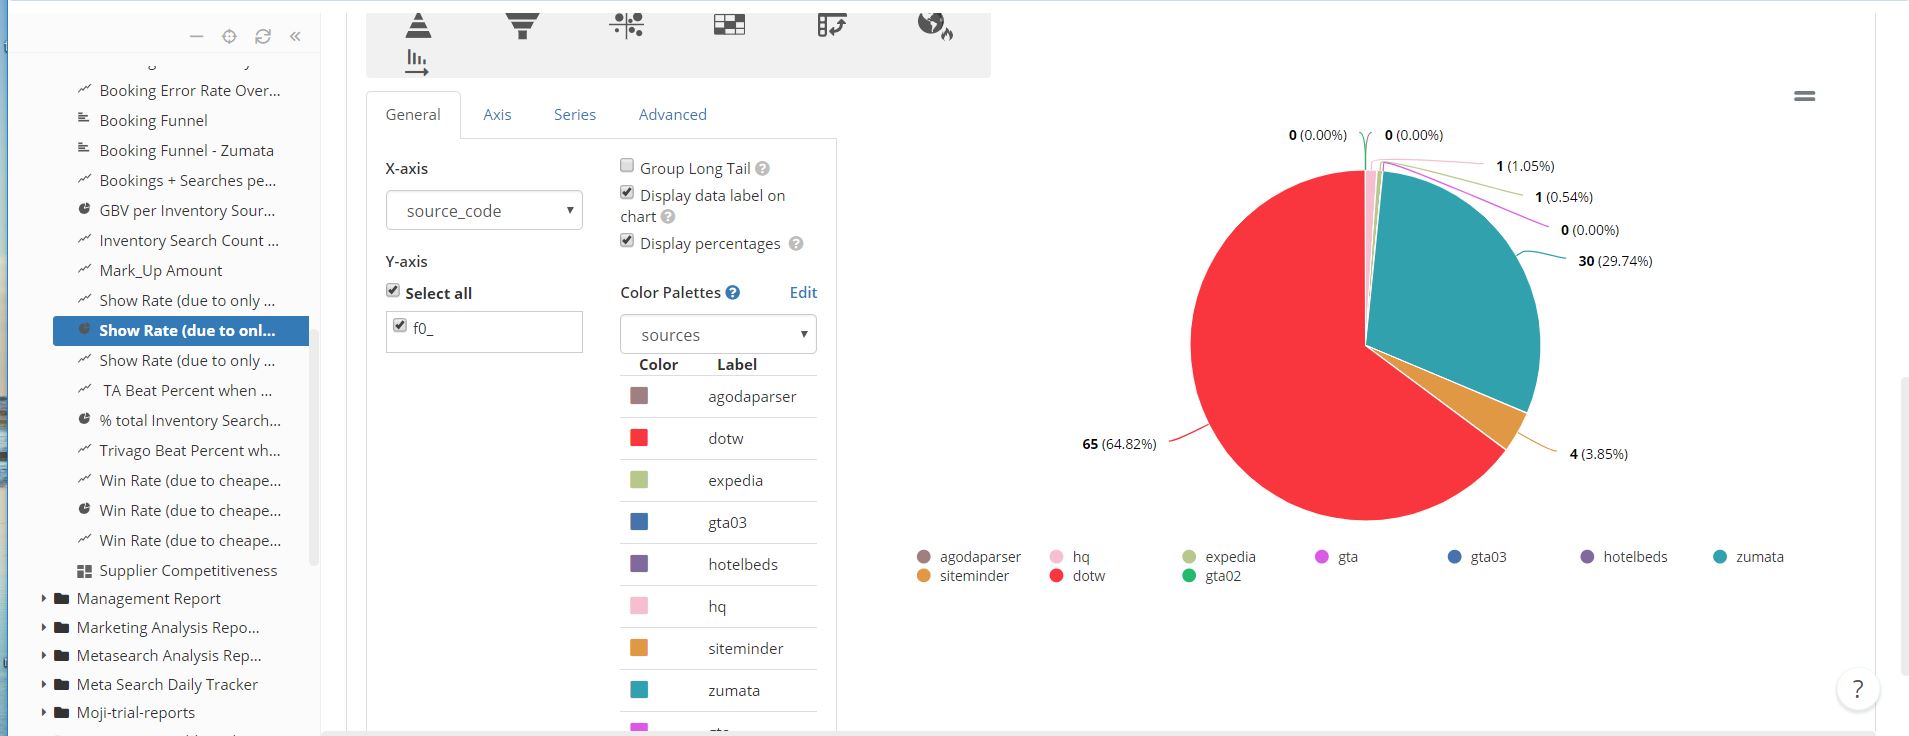 Booking Error Rate Over...
Booking Funnel
Booking Funnel - Zumata
Bookings + Searches pe...
GBV per Inventory Sour...
Inventory Search Count ...
Mark_Up Amount
Show Rate (due to only ...
Show Rate (due to onl...
Show Rate (due to only ...
TA Beat Percent when ...
% total Inventory Search...
Trivago Beat Percent wh...
Win Rate (due to cheape...
Win Rate (due to cheape...
Win Rate (due to cheape...
Supplier Competitiveness
Management Report
Marketing Analysis Repo...
Metasearch Analysis Rep...
Meta Search Daily Tracker
Moji-trial-reports
General Axis Series Advanced
X-axis
source_code
Y-axis
Select all
f0_
Group Long Tail ?
Display data label on
chart ?
Display percentages ?
Color Palettes ? Edit
sources
Color Label
agodaparser
dotw
expedia
gta03
hotelbeds
hq
siteminder
zumata
0 (0.00%) 0 (0.00%)
1 (1.05%)
1 (0.54%)
0 (0.00%)
30 (29.74%)
65 (64.82%)
4 (3.85%)
agodaparser hq expedia gta gta03 hotelbeds zumata
siteminder dotw gta02
?